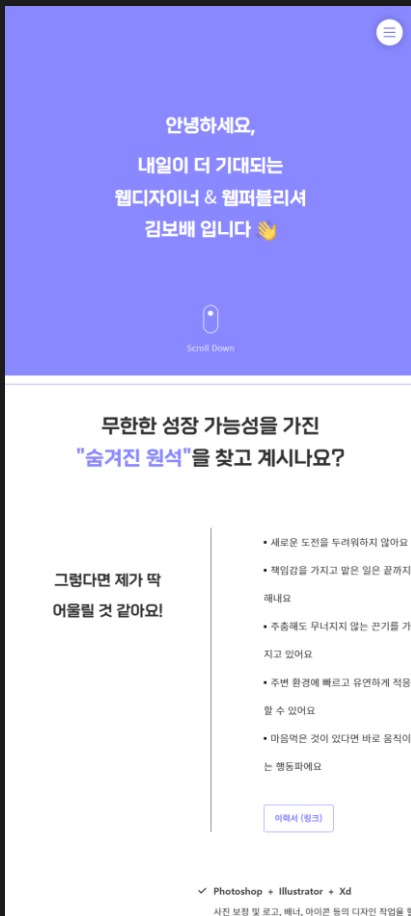 안녕하세요,
내일이 더 기대되는
웹디자이너 & 웹퍼블리셔
김보배 입니다 👋
Scroll Down
무한한 성장 가능성을 가진
"숨겨진 원석"을 찾고 계시나요?
그렇다면 제가 딱
어울릴 것 같아요!
▪ 새로운 도전을 두려워하지 않아요
▪ 책임감을 가지고 맡은 일은 끝까지
해내요
▪ 주춤해도 무너지지 않는 끈기를 가
지고 있어요
▪ 주변 환경에 빠르고 유연하게 적응
할 수 있어요
▪ 마음먹은 것이 있다면 바로 움직이
는 행동파에요
이력서 (링크)
Photoshop + Illustrator + Xd
사진 보정 및 로고, 배너, 아이콘 등의 디자인 작업을